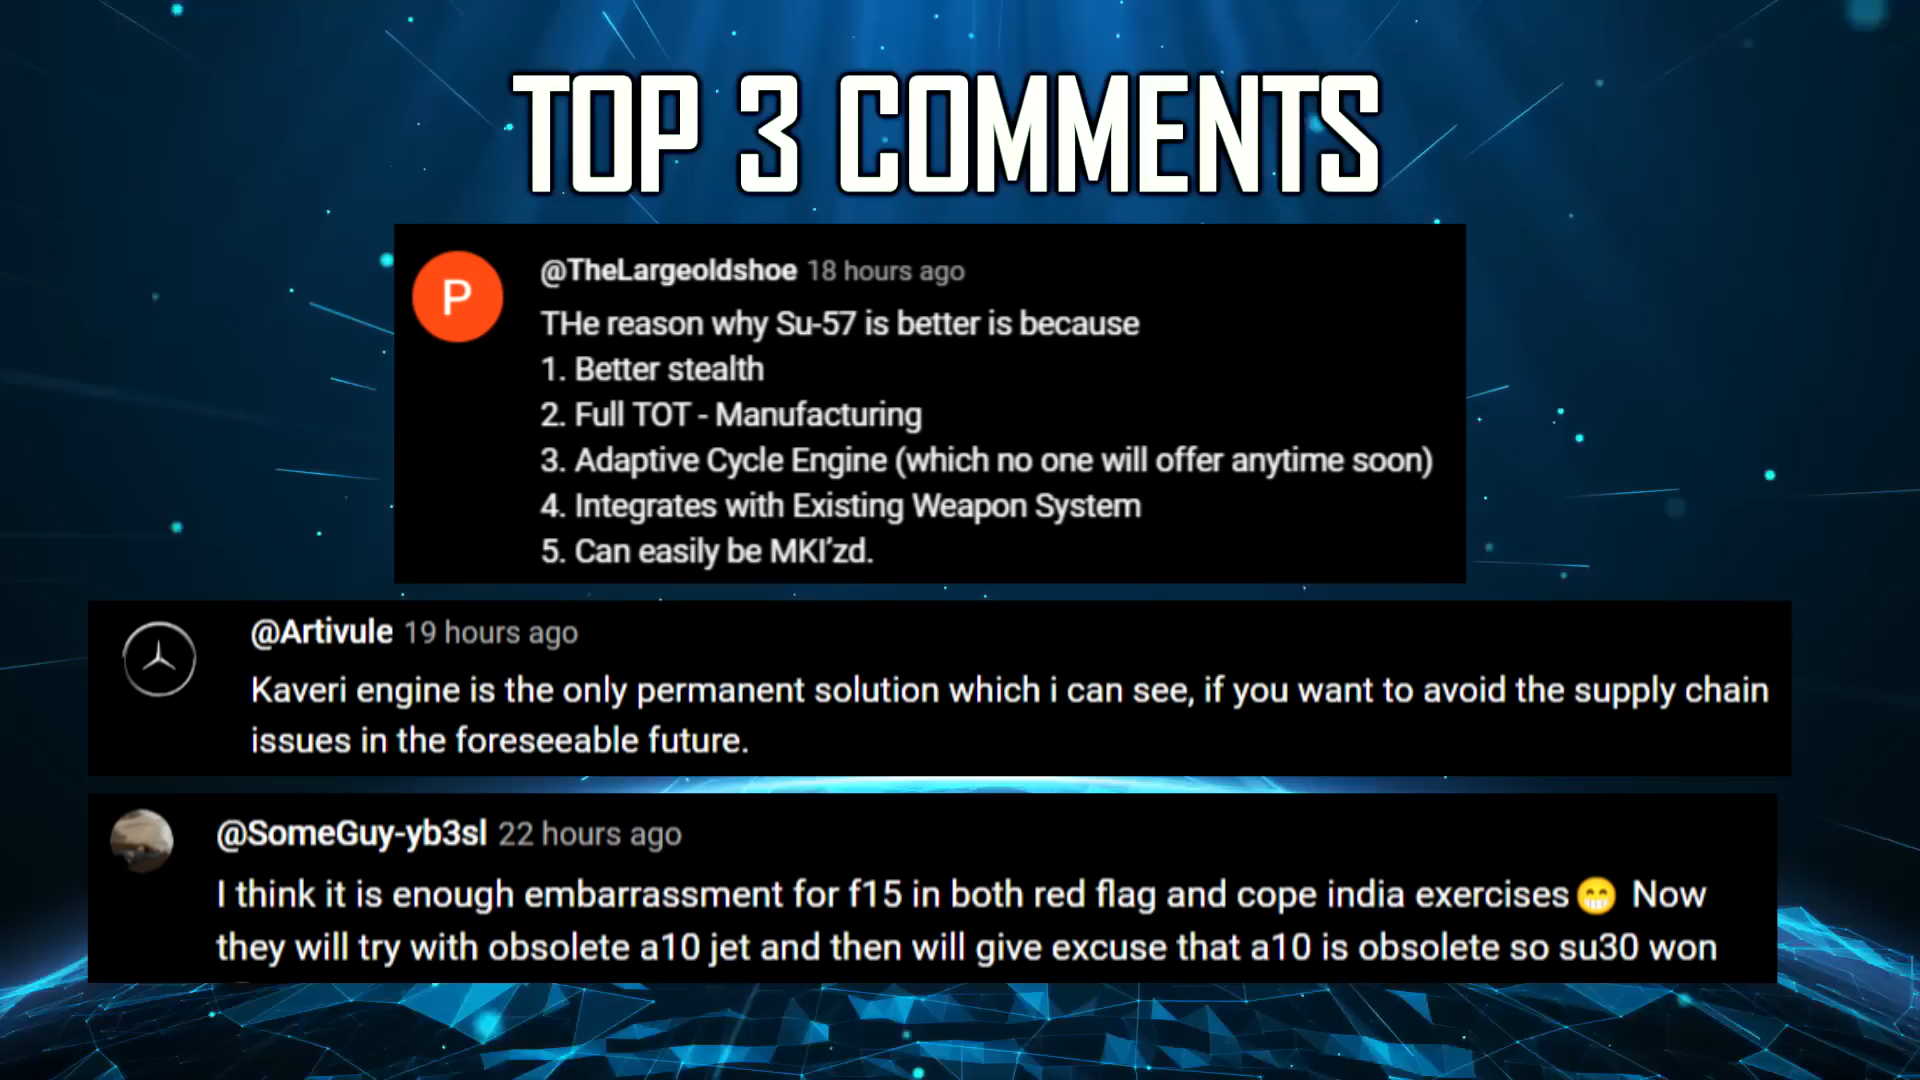 TOP 3 COMMENTS
P
@TheLargeoldshoe 18 hours ago
THe reason why Su-57 is better is because
1. Better stealth
2. Full TOT - Manufacturing
3. Adaptive Cycle Engine (which no one will offer anytime soon)
4. Integrates with Existing Weapon System
5. Can easily be MKI'zd.
@Artivule 19 hours ago
Kaveri engine is the only permanent solution which i can see, if you want to avoid the supply chain
issues in the foreseeable future.
@SomeGuy-yb3sl 22 hours ago
I think it is enough embarrassment for f15 in both red flag and cope india exercises😁 Now
they will try with obsolete a10 jet and then will give excuse that a10 is obsolete so su30 won